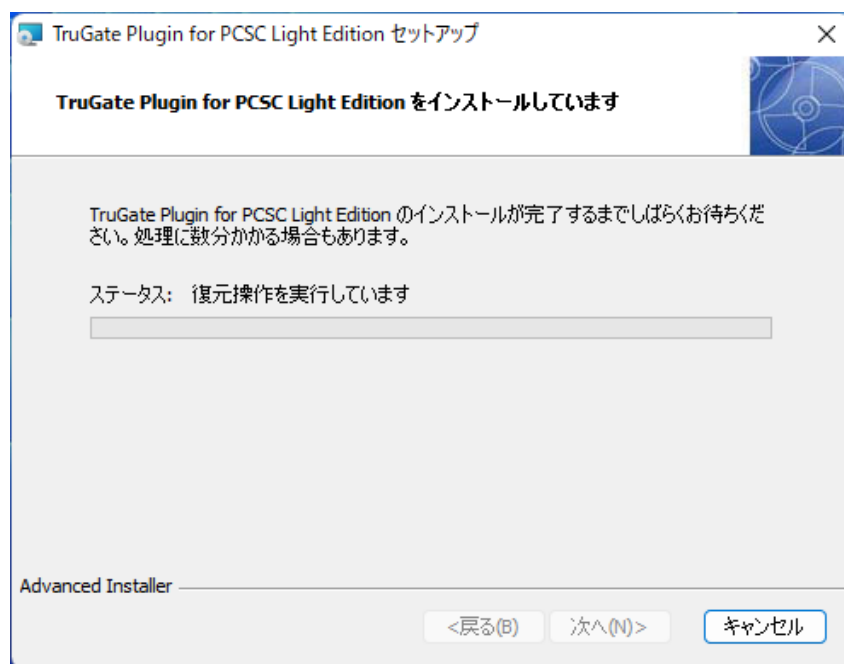 TruGate Plugin for PCSC Light Edition セットアップ
TruGate Plugin for PCSC Light Edition をインストールしています
TruGate Plugin for PCSC Light Edition のインストールが完了するまでしばらくお待ちくだ
さい。処理に数分かかる場合もあります。
ステータス: 復元操作を実行しています
Advanced Installer
<戻る(B) 次へ(N)> キャンセル